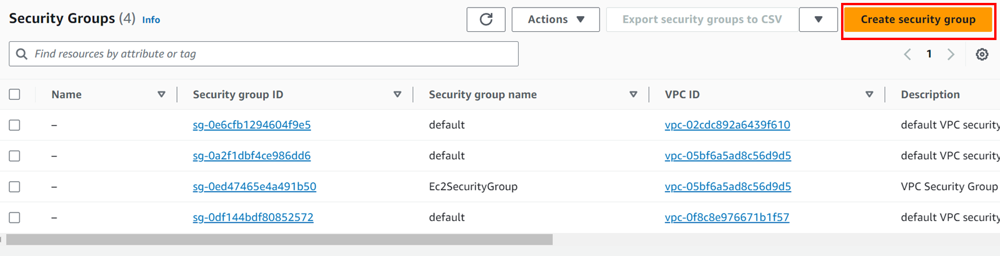 Security Groups (4) Info
Actions
Export security groups to CSV
Create security group
Find resources by attribute or tag
1
Name Security group ID Security group name VPC ID Description
– sg-0e6cfb1294604f9e5 default vpc-02cdc892a6439f610 default VPC security
– sg-0a2f1dbf4ce986dd6 default vpc-05bf6a5ad8c56d9d5 default VPC security
– sg-0ed47465e4a491b50 Ec2SecurityGroup vpc-05bf6a5ad8c56d9d5 VPC Security Group
– sg-0df144bdf80852572 default vpc-0f8c8e976671b1f57 default VPC security